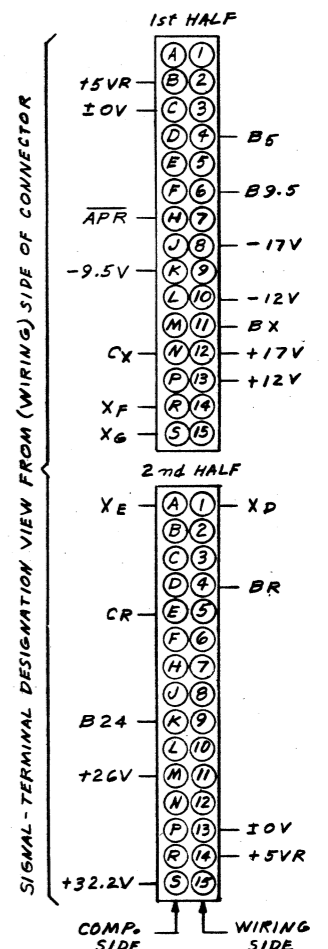 1st HALF
A 1
+5VR B 2
±0V C 3
D 4 B5
E 5
F 6 B9.5
APR H 7
J 8 -17V
-9.5V K 9
L 10 -12V
M 11 BX
CX N 12 +17V
P 13 +12V
XF R 14
XG S 15
2nd HALF
XE A 1 XD
B 2
C 3
D 4 BR
CR E 5
F 6
H 7
J 8
B24 K 9
L 10
+26V M 11
N 12
P 13 ±0V
R 14 +5VR
+32.2V S 15
COMP. SIDE
WIRING SIDE
SIGNAL-TERMINAL DESIGNATION VIEW FROM (WIRING) SIDE OF CONNECTOR